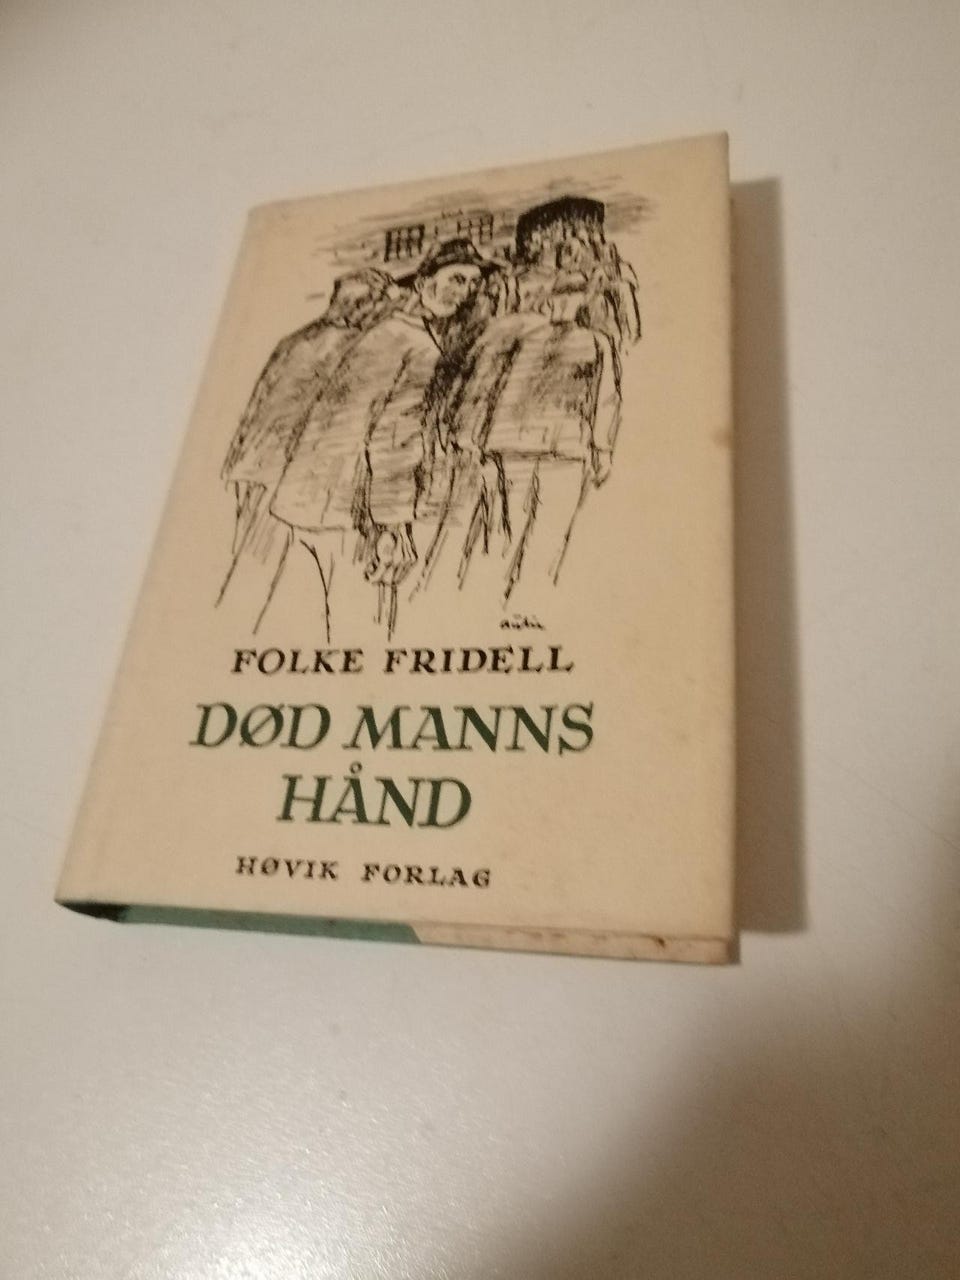 FOLKE FRIDELL
DØD MANNS
HÅND
HØVIK FORLAG